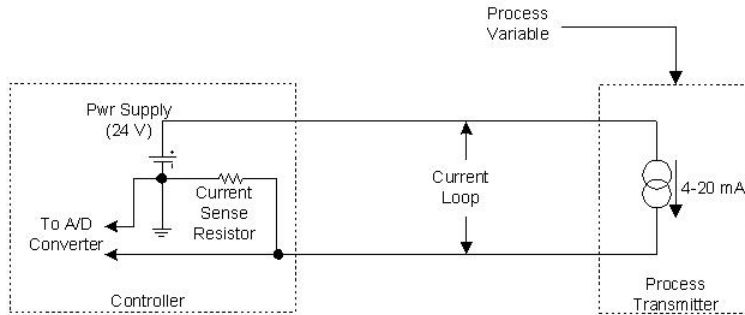 Process
Variable
Pwr Supply
(24 V)
Current
Sense
Resistor
To A/D
Converter
Controller
Current
Loop
4-20 mA
Process
Transmitter